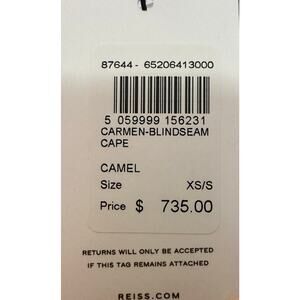 87644- 65206413000
5 059999 156231
CARMEN-BLINDSEAM
CAPE
CAMEL
Size XS/S
Price $ 735.00
RETURNS WILL ONLY BE ACCEPTED
IF THIS TAG REMAINS ATTACHED
REISS.COM